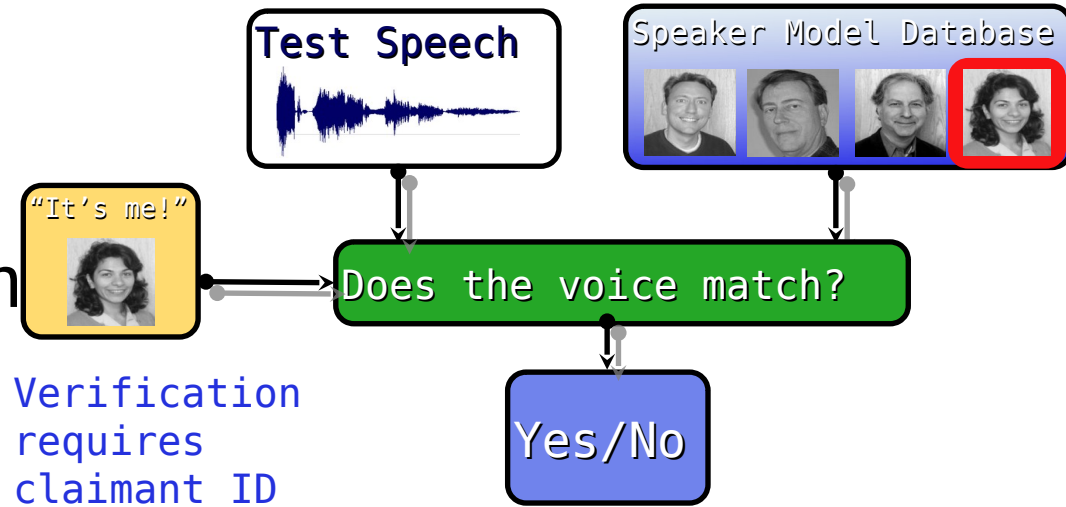 Test Speech
Speaker Model Database
“It’s me!”
n
Does the voice match?
Yes/No
Verification
requires
claimant ID